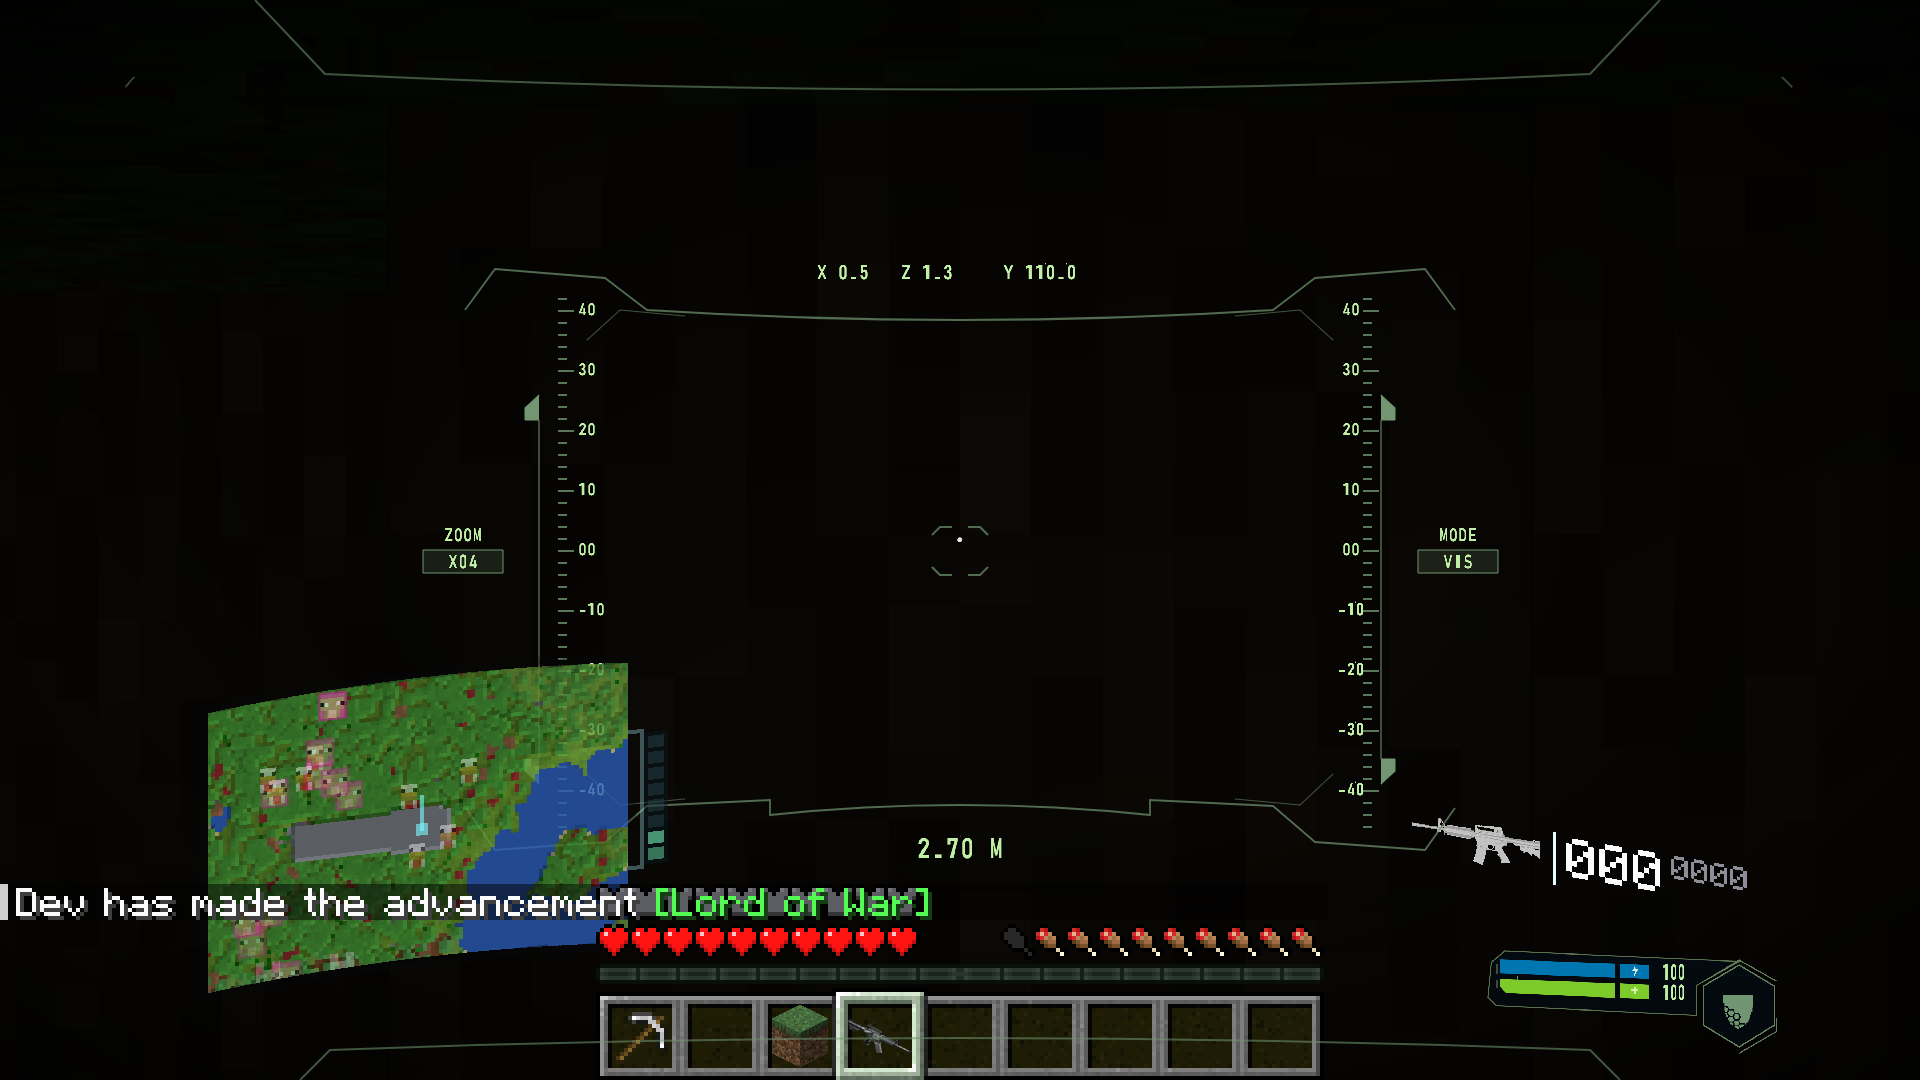 X 0.5 Z 1.3 Y 110.0
40 40
30 30
20 20
10 10
ZOOM MODE
00 00
X04 VIS
-10 -10
-20 -20
-30 -30
-40 -40
2.70 M
000 0000
Dev has made the advancement [Lord of War]
100
100